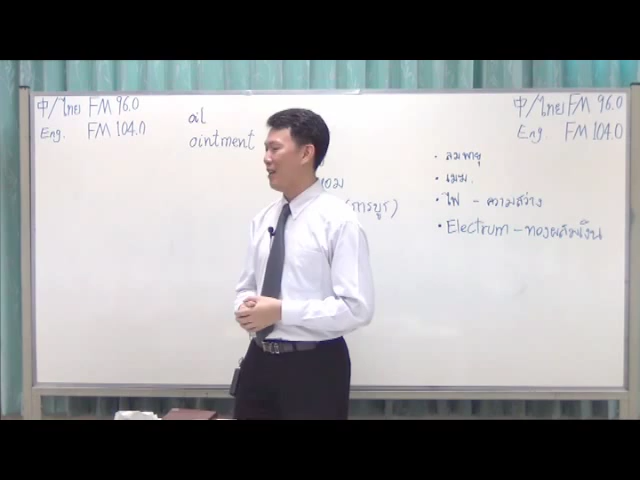 中/ไทย FM 96.0
Eng. FM 104.0
oil
ointment
หอม
(การบูร)
中/ไทย FM 96.0
Eng. FM 104.0
• ลมพายุ
• เมฆ.
• ไฟ - ความสว่าง
• Electrum - ทองผสมเงิน